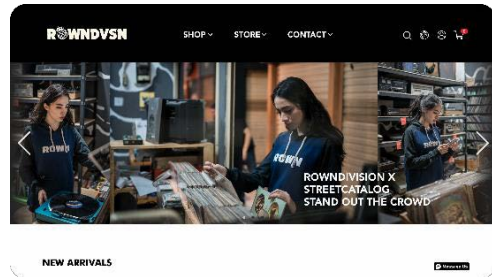 ROWNDVSN
SHOP
STORE
CONTACT
ROWN
ROWN
ROWNDIVISION X
STREETCATALOG
STAND OUT THE CROWD
NEW ARRIVALS